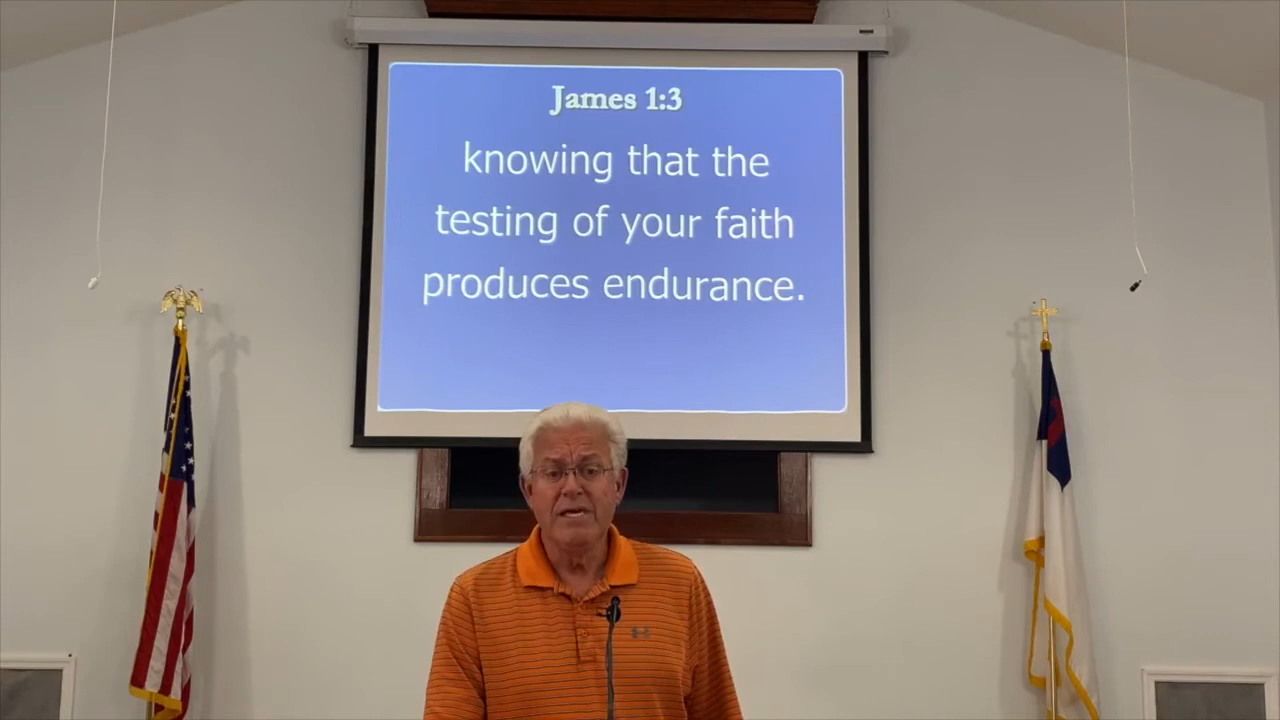 James 1:3
knowing that the
testing of your faith
produces endurance.